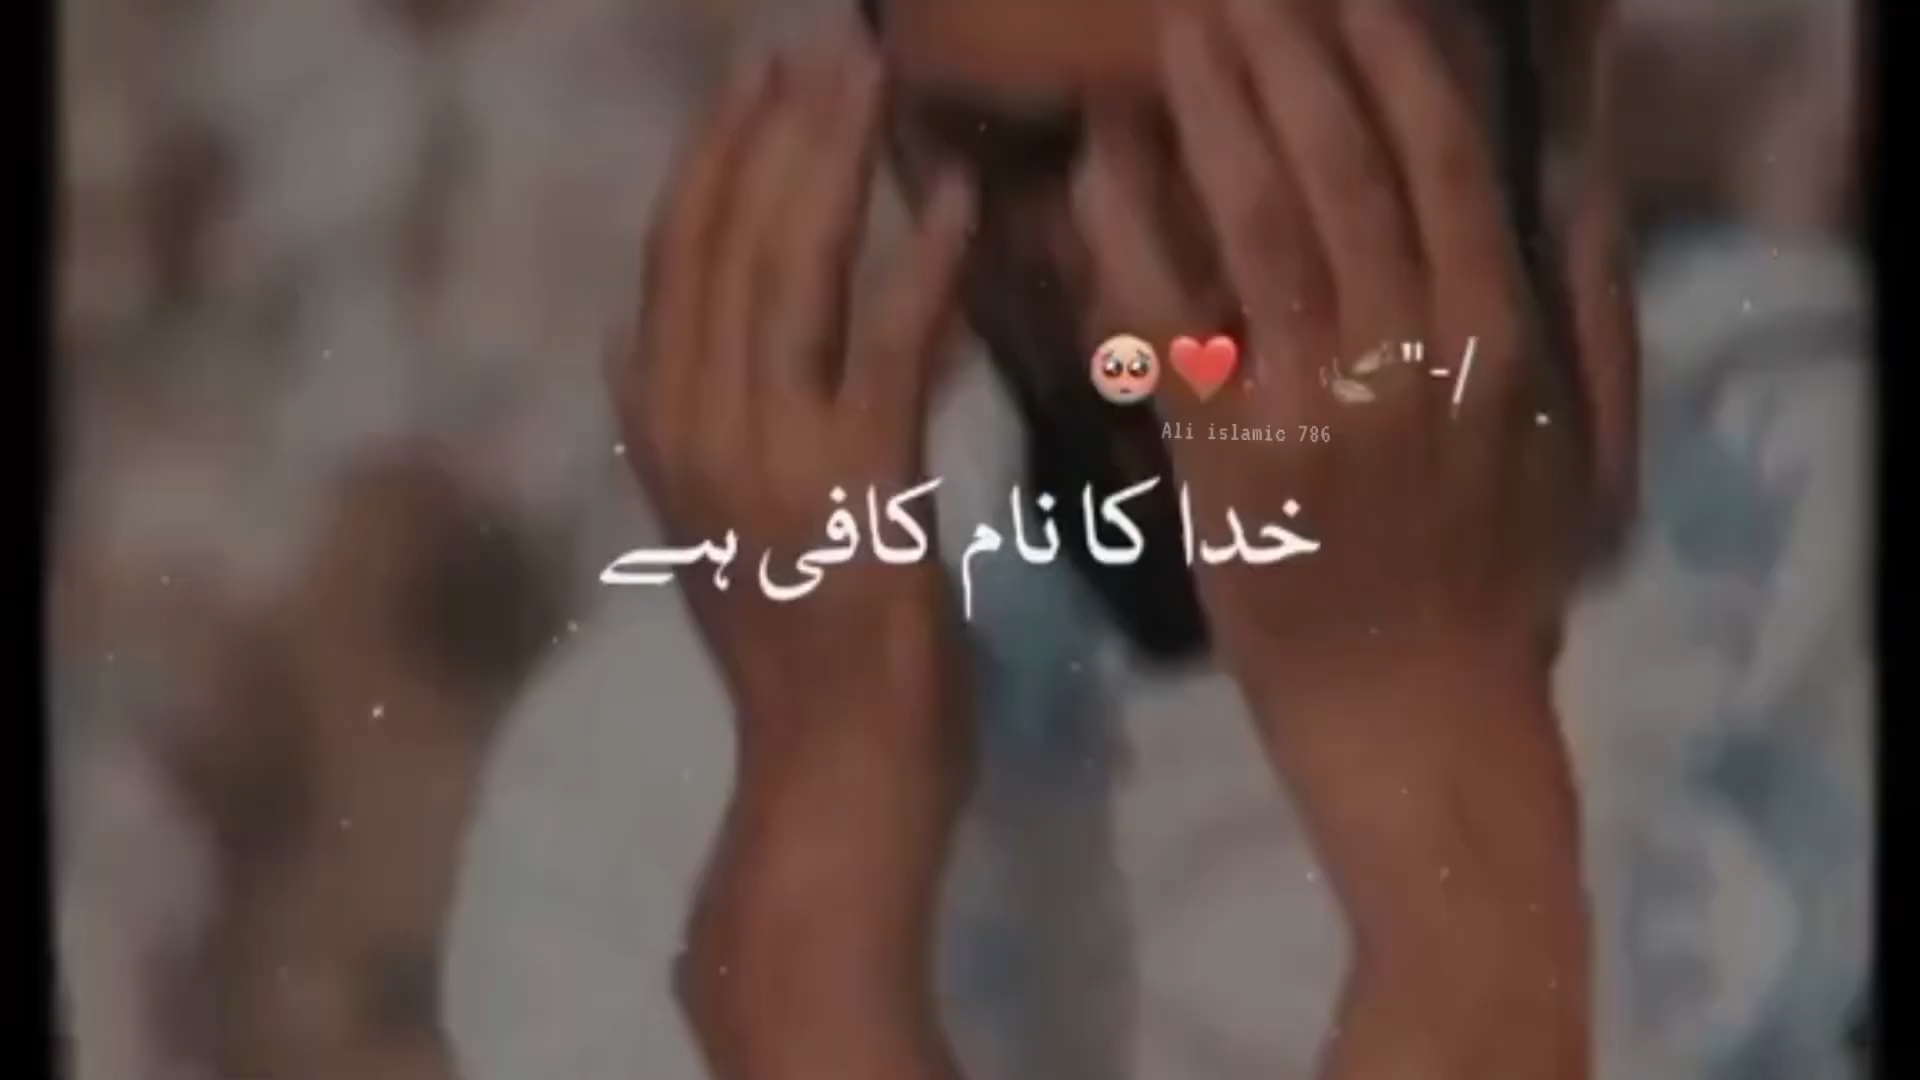 🥺❤️ 🌿"-/
Ali islamic 786
خدا کا نام کافی ہے